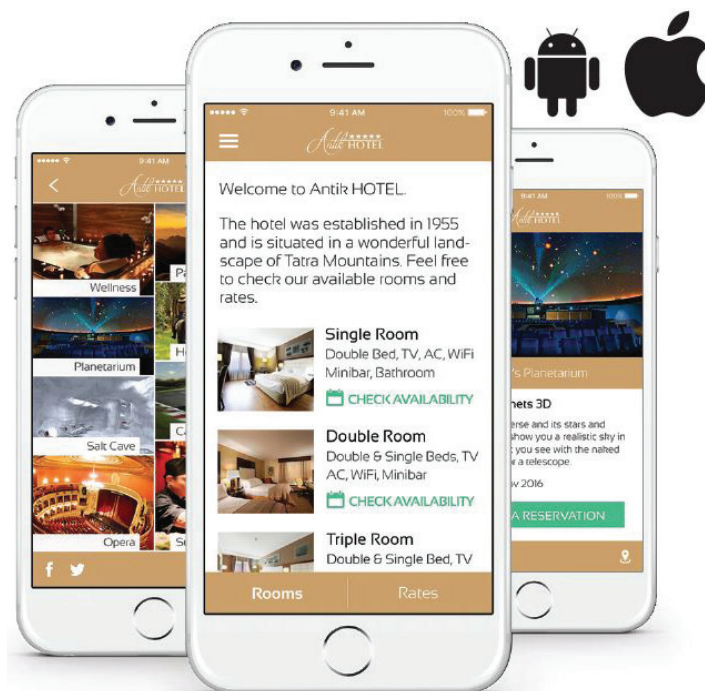 9:41 AM
Antik HOTEL
Wellness
Planetarium
Salt Cave
Opera
9:41 AM 100%
Antik HOTEL
Welcome to Antik HOTEL.
The hotel was established in 1955
and is situated in a wonderful land-
scape of Tatra Mountains. Feel free
to check our available rooms and
rates.
Single Room
Double Bed, TV, AC, WiFi
Minibar, Bathroom
CHECK AVAILABILITY
Double Room
Double & Single Beds, TV
AC, WiFi, Minibar
CHECK AVAILABILITY
Triple Room
Double & Single Bed, TV
Rooms
Rates
9:41 AM 100%
HOTEL
's Planetarium
nets 3D
erse and its stars and
show you a realistic sky in
t you see with the naked
r a telescope.
ov 2016
A RESERVATION